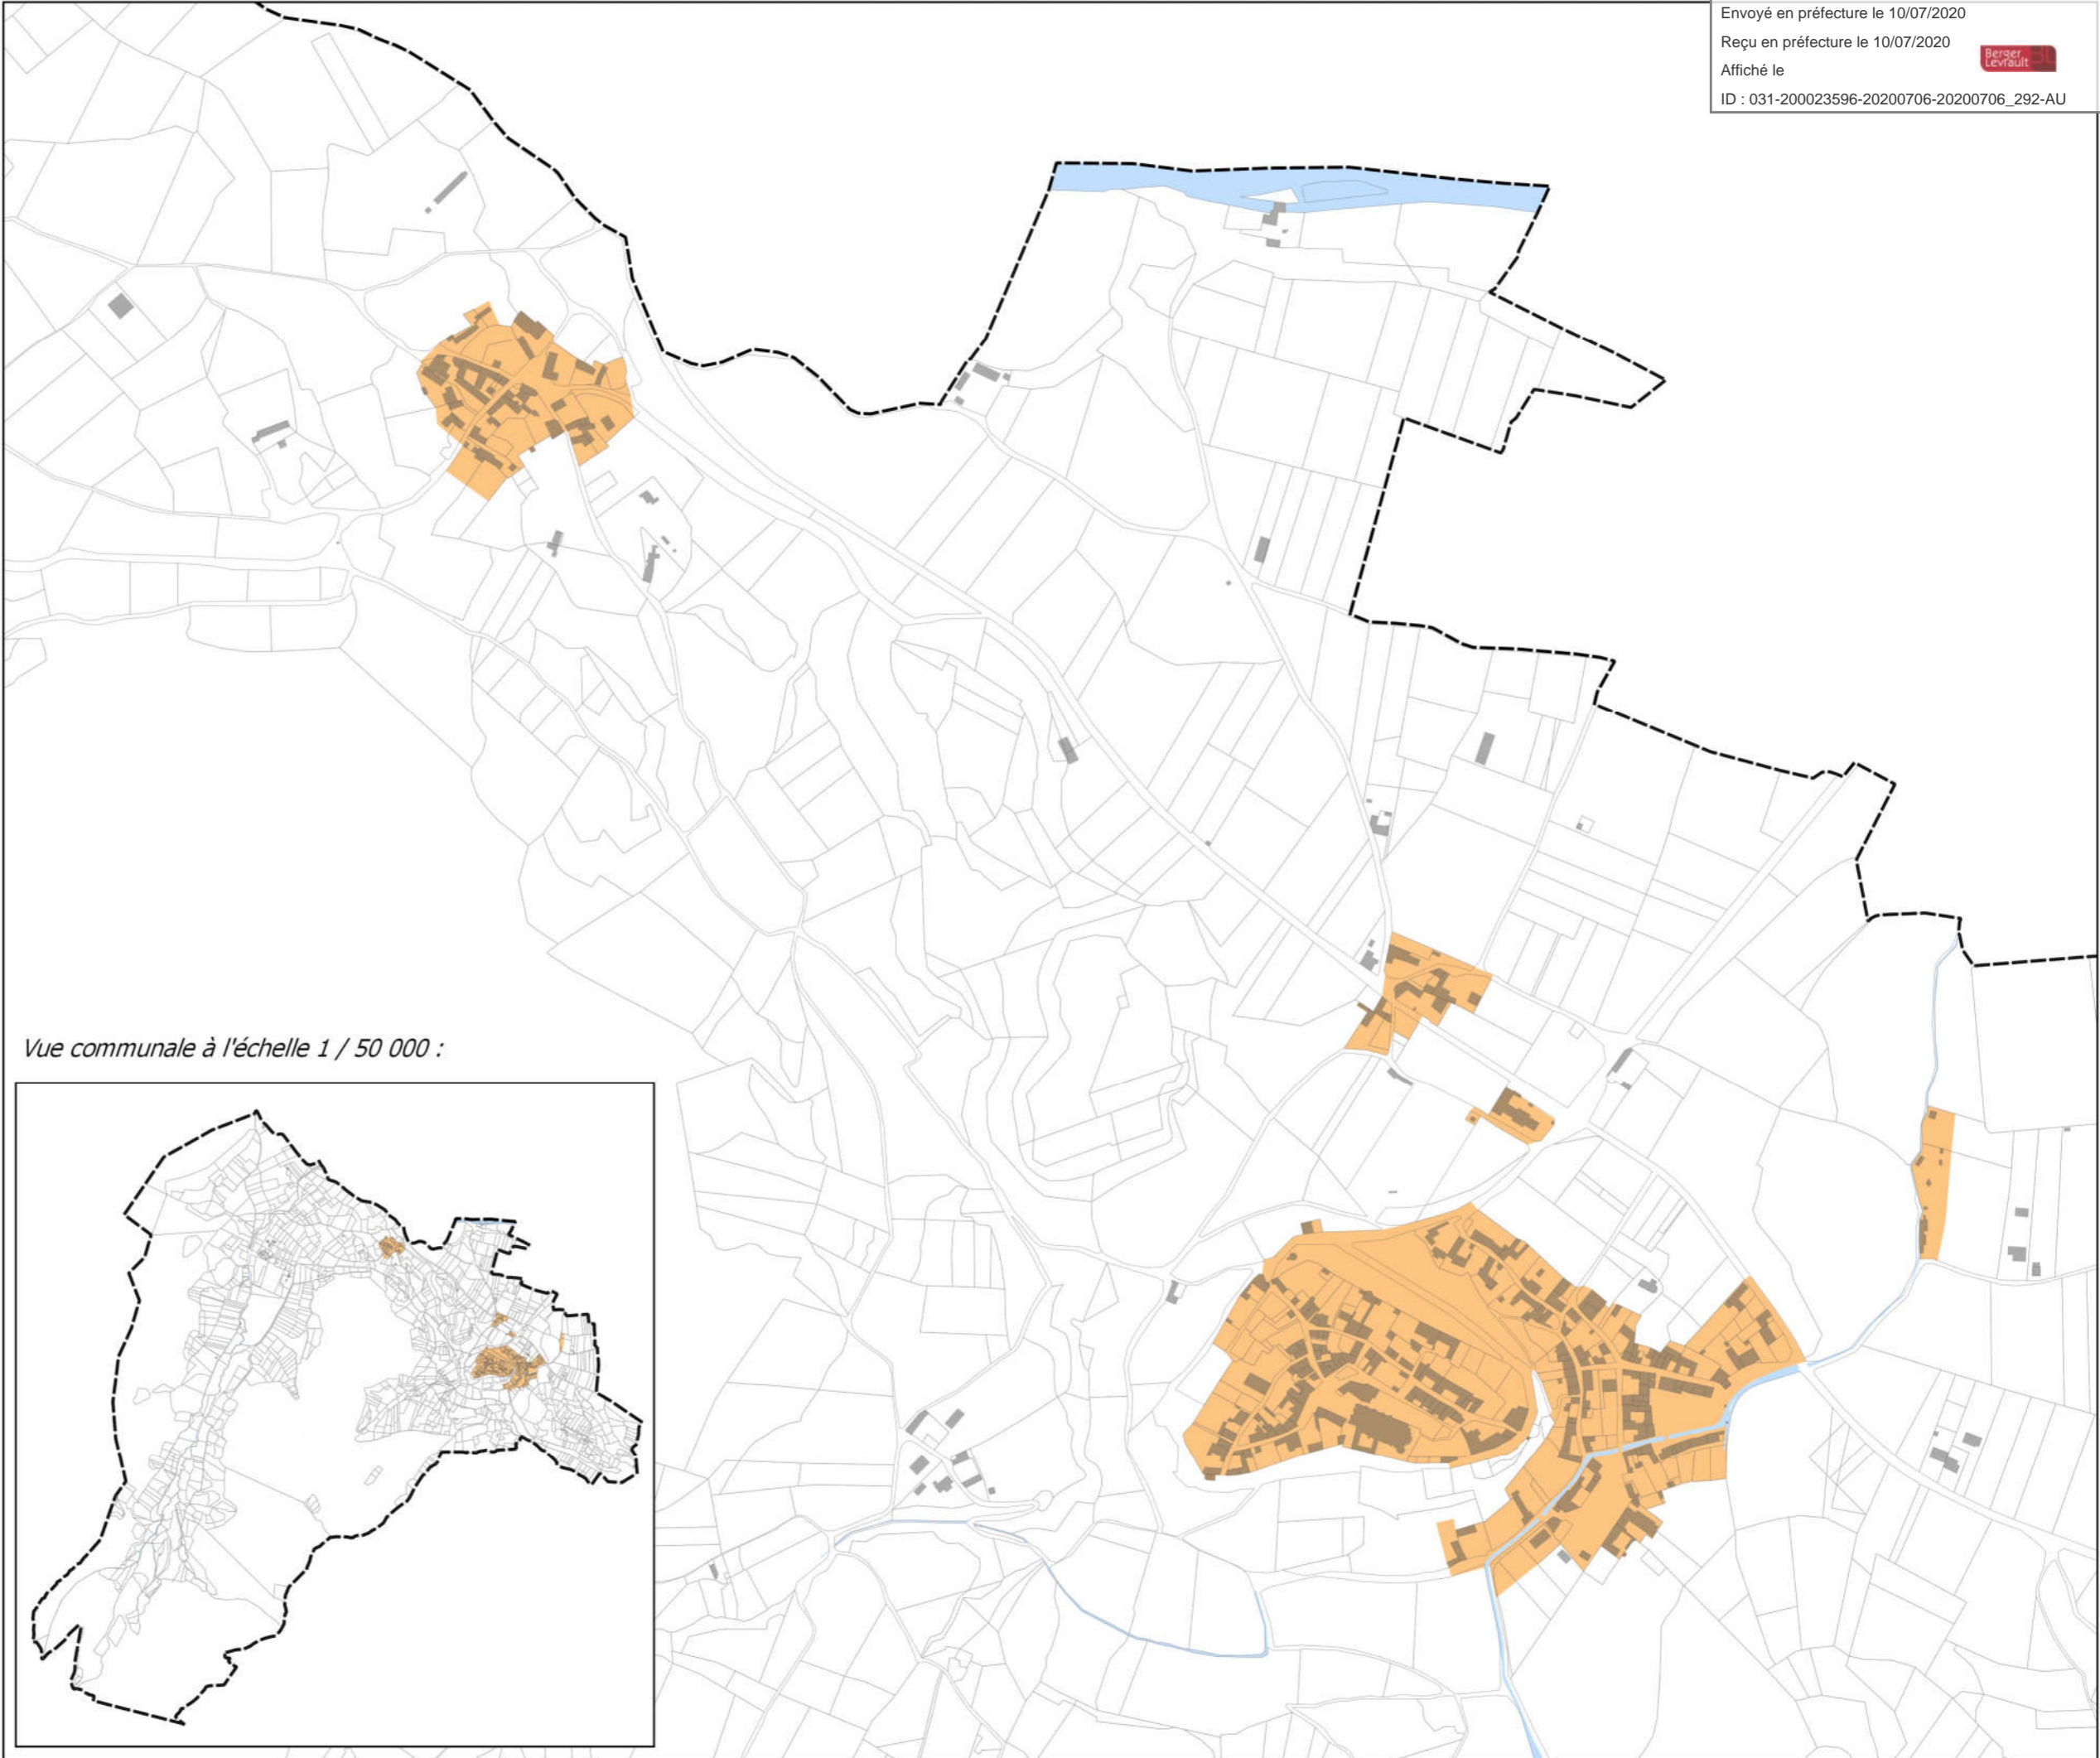 Envoyé en préfecture le 10/07/2020
Reçu en préfecture le 10/07/2020
Berger
Levrault
Affiché le
ID : 031-200023596-20200706-20200706_292-AU
Vue communale à l'échelle 1 / 50 000 :